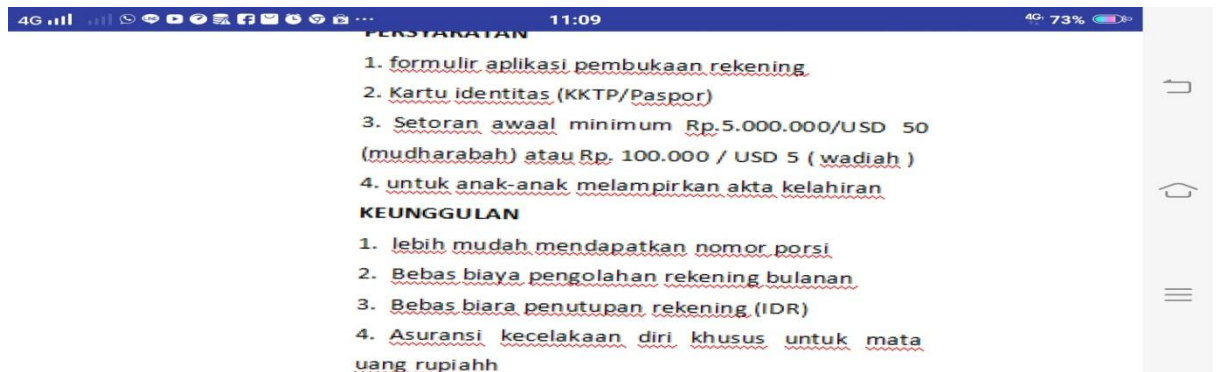 4G 11:09 4G 73%
PERSYARATAN
1. formulir aplikasi pembukaan rekening
2. Kartu identitas (KKTP/Paspor)
3. Setoran awaal minimum Rp.5.000.000/USD 50
(mudharabah) atau Rp. 100.000 / USD 5 ( wadiah )
4. untuk anak-anak melampirkan akta kelahiran
KEUNGGULAN
1. lebih mudah mendapatkan nomor porsi
2. Bebas biaya pengolahan rekening bulanan
3. Bebas biara penutupan rekening (IDR)
4. Asuransi kecelakaan diri khusus untuk mata
uang rupiahh